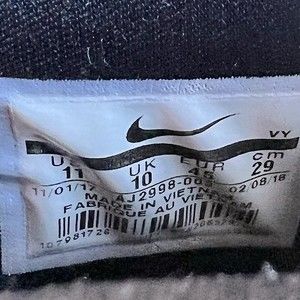 VY
US UK EUR cm
11 10 45 29
11/01/17 AJ2998-0 02/08/18
MADE IN VIETNAM
FABRIQUE AU VIETNAM
107981726